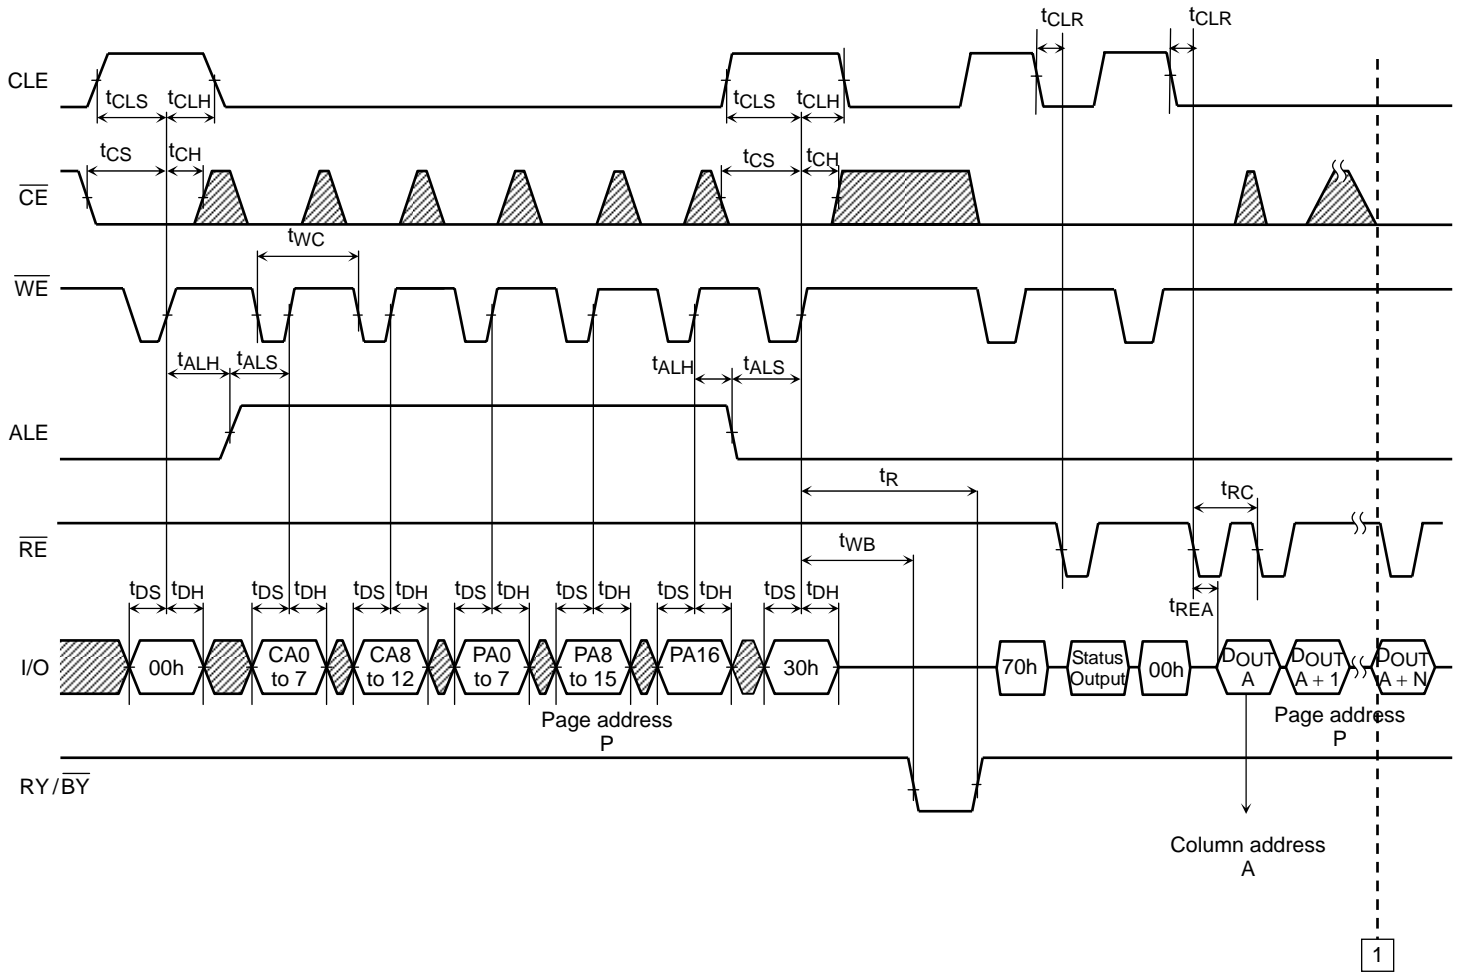 tCLR tCLR
CLE
tCLS tCLH tCLS tCLH
tCS tCH tCS tCH
CE
tWC
WE
tALH tALS tALH tALS
ALE
tR
tRC
RE
tWB
tDS tDH tDS tDH tDS tDH tDS tDH tDS tDH tDS tDH tDS tDH
tREA
I/O
00h
CA0
to 7
CA8
to 12
PA0
to 7
PA8
to 15
PA16
30h
70h
Status
Output
00h
DOUT
A
DOUT
A + 1
DOUT
A + N
Page address
P
Page address
P
RY/BY
Column address
A
1